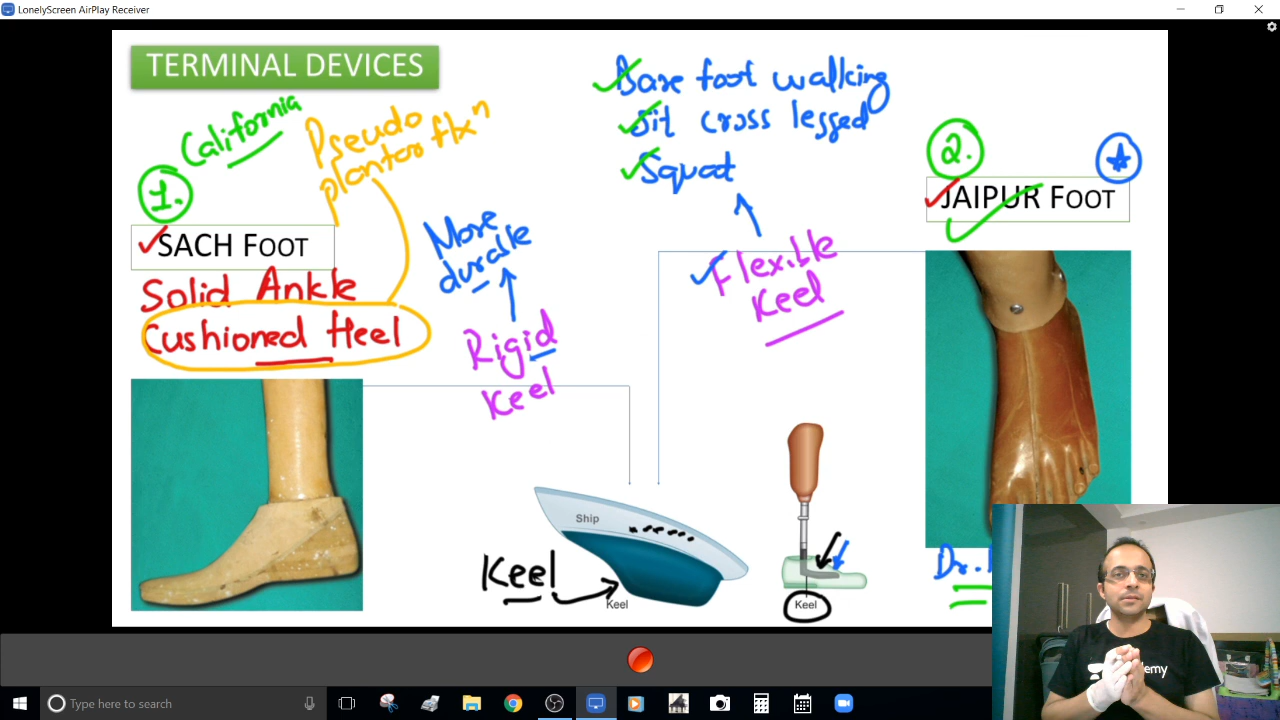 LonelyScreen AirPlay Receiver
TERMINAL DEVICES
California
Pseudo
plantar flxⁿ
1.
SACH FOOT
Solid Ankle
Cushioned Heel
More
durable
Rigid
Keel
Bare foot walking
Sit cross legged
Squat
Flexible
Keel
2.
JAIPUR FOOT
Ship
Keel
Keel
Keel
Dr.
Type here to search